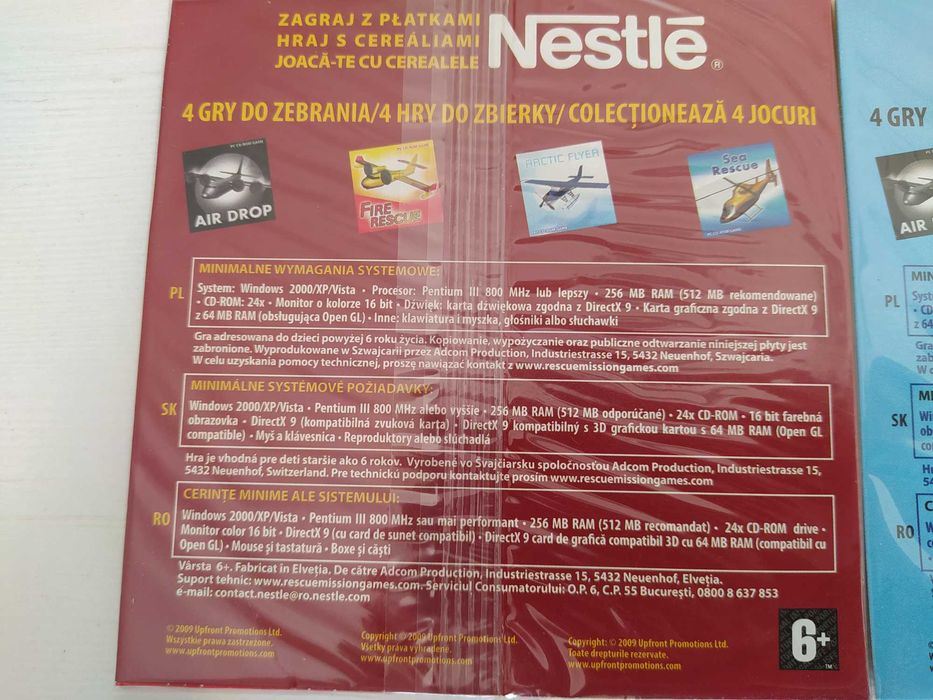 ZAGRAJ Z PŁATKAMI
HRAJ S CEREÁLIAMI
JOACĂ-TE CU CEREALELE
Nestlē®
4 GRY DO ZEBRANIA/4 HRY DO ZBIERKY/ COLECȚIONEAZĂ 4 JOCURI
PC CD-ROM GAME
AIR DROP
FIRE RESCUE
ARCTIC FLYER
Sea Rescue
MINIMALNE WYMAGANIA SYSTEMOWE:
PL
System: Windows 2000/XP/Vista • Procesor: Pentium III 800 MHz lub lepszy • 256 MB RAM (512 MB rekomendowane)
• CD-ROM: 24x • Monitor o kolorze 16 bit • Dźwiek: karta dźwiękowa zgodna z DirectX 9 • Karta graficzna zgodna z DirectX 9
z 64 MB RAM (obsługująca Open GL) • Inne: klawiatura i myszka, głośniki albo słuchawki
Gra adresowana do dzieci powyżej 6 roku życia. Kopiowanie, wypożyczanie oraz publiczne odtwarzanie niniejszej płyty jest
zabronione. Wyprodukowane w Szwajcarii przez Adcom Production, Industriestrasse 15, 5432 Neuenhof, Szwajcaria.
W celu uzyskania pomocy technicznej, proszę nawiązać kontakt z www.rescuemissiongames.com
MINIMÁLNE SYSTÉMOVÉ POŽIADAVKY:
SK
Windows 2000/XP/Vista • Pentium III 800 MHz alebo vyššie • 256 MB RAM (512 MB odporúčané) • 24x CD-ROM • 16 bit farebná
obrazovka • DirectX 9 (kompatibilná zvuková karta) • DirectX 9 kompatibilný s 3D grafickou kartou s 64 MB RAM (Open GL
compatible) • Myš a klávesnica • Reproduktory alebo slúchadlá
Hra je vhodná pre deti staršie ako 6 rokov. Vyrobené vo Švajčiarsku spoločnosťou Adcom Production, Industriestrasse 15,
5432 Neuenhof, Switzerland. Pre technickú podporu kontaktujte prosím www.rescuemissiongames.com
CERINȚE MINIME ALE SISTEMULUI:
RO
Windows 2000/XP/Vista • Pentium III 800 MHz sau mai performant • 256 MB RAM (512 MB recomandat) • 24x CD-ROM drive •
Monitor color 16 bit • DirectX 9 (cu card de sunet compatibil) • DirectX 9 card de grafică compatibil 3D cu 64 MB RAM (compatibil cu
Open GL) • Mouse și tastatură • Boxe și căști
Vârsta 6+. Fabricat în Elveția. De către Adcom Production, Industriestrasse 15, 5432 Neuenhof, Elveția.
Suport tehnic: www.rescuemissiongames.com. Serviciul Consumatorului: O.P. 6, C.P. 55 București, 0800 8 637 853
e-mail: contact.nestle@ro.nestle.com
© 2009 Upfront Promotions Ltd.
Wszystkie prawa zastrzeżone.
www.upfrontpromotions.com
Copyright © 2009 Upfront Promotions Ltd.
Všetky práva vyhradené.
www.upfrontpromotions.com
Copyright: © 2009 Upfront Promotions Ltd.
Toate drepturile rezervate.
www.upfrontpromotions.com
6+
4 GRY
AIR
PL
SK
RO